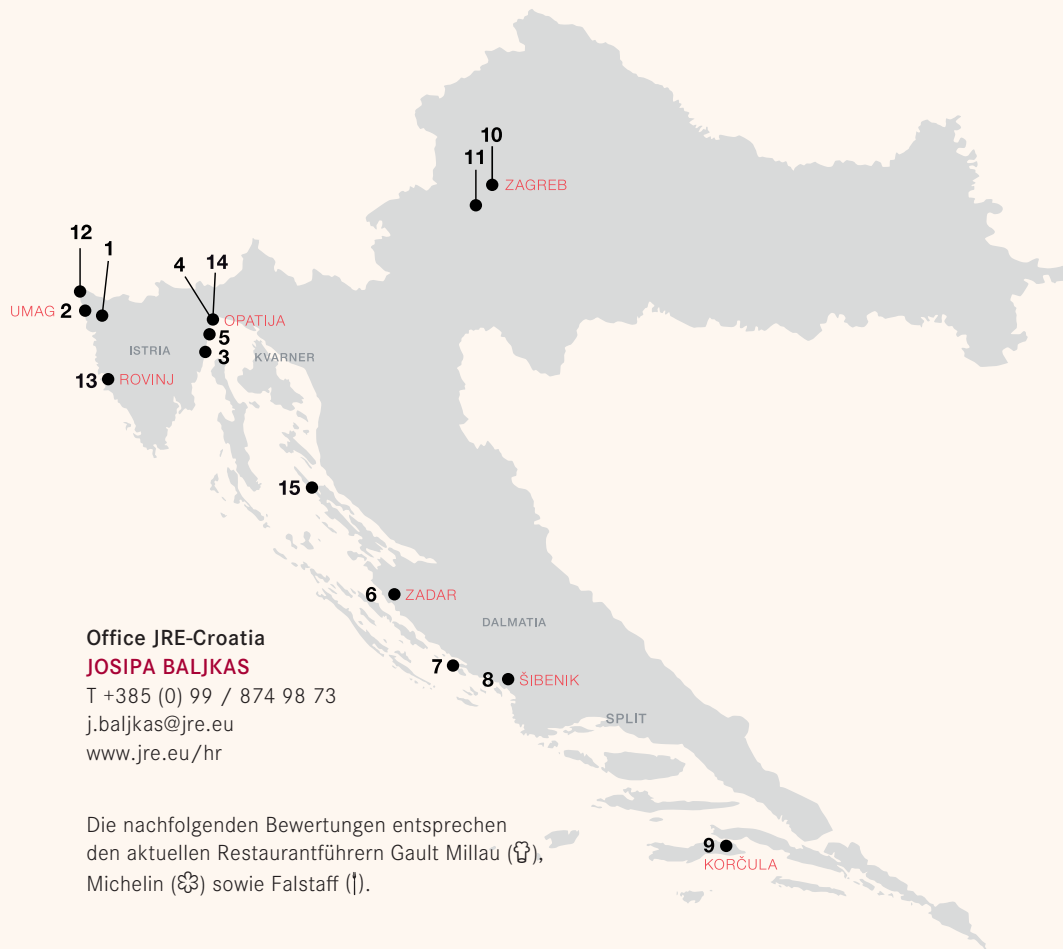 10
11
ZAGREB
12
1
4
14
UMAG 2
OPATIJA
5
ISTRIA
3
KVARNER
13
ROVINJ
15
6
ZADAR
DALMATIA
Office JRE-Croatia
JOSIPA BALJKAS
7
8
ŠIBENIK
T +385 (0) 99 / 874 98 73
j.baljkas@jre.eu
SPLIT
www.jre.eu/hr
Die nachfolgenden Bewertungen entsprechen
den aktuellen Restaurantführern Gault Millau (),
Michelin () sowie Falstaff ().
9
KORČULA